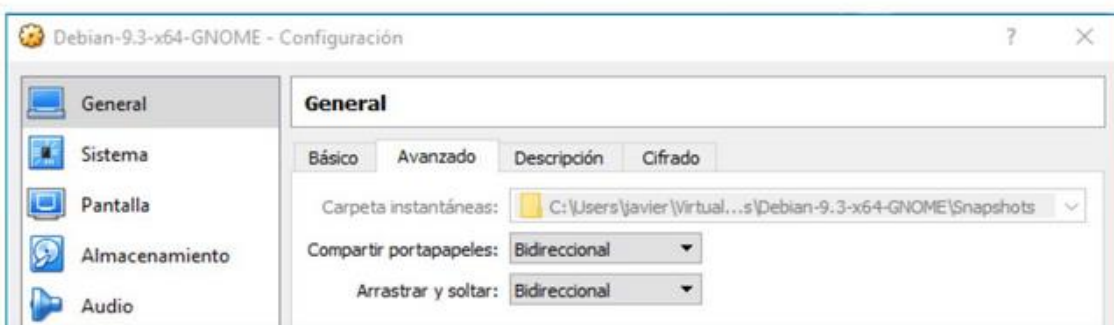 Debian-9.3-x64-GNOME - Configuración ?
General
Sistema
Pantalla
Almacenamiento
Audio
General
Básico Avanzado Descripción Cifrado
Carpeta instantáneas: C:\Users\javier\Virtual...s\Debian-9.3-x64-GNOME\Snapshots
Compartir portapapeles: Bidireccional
Arrastrar y soltar: Bidireccional